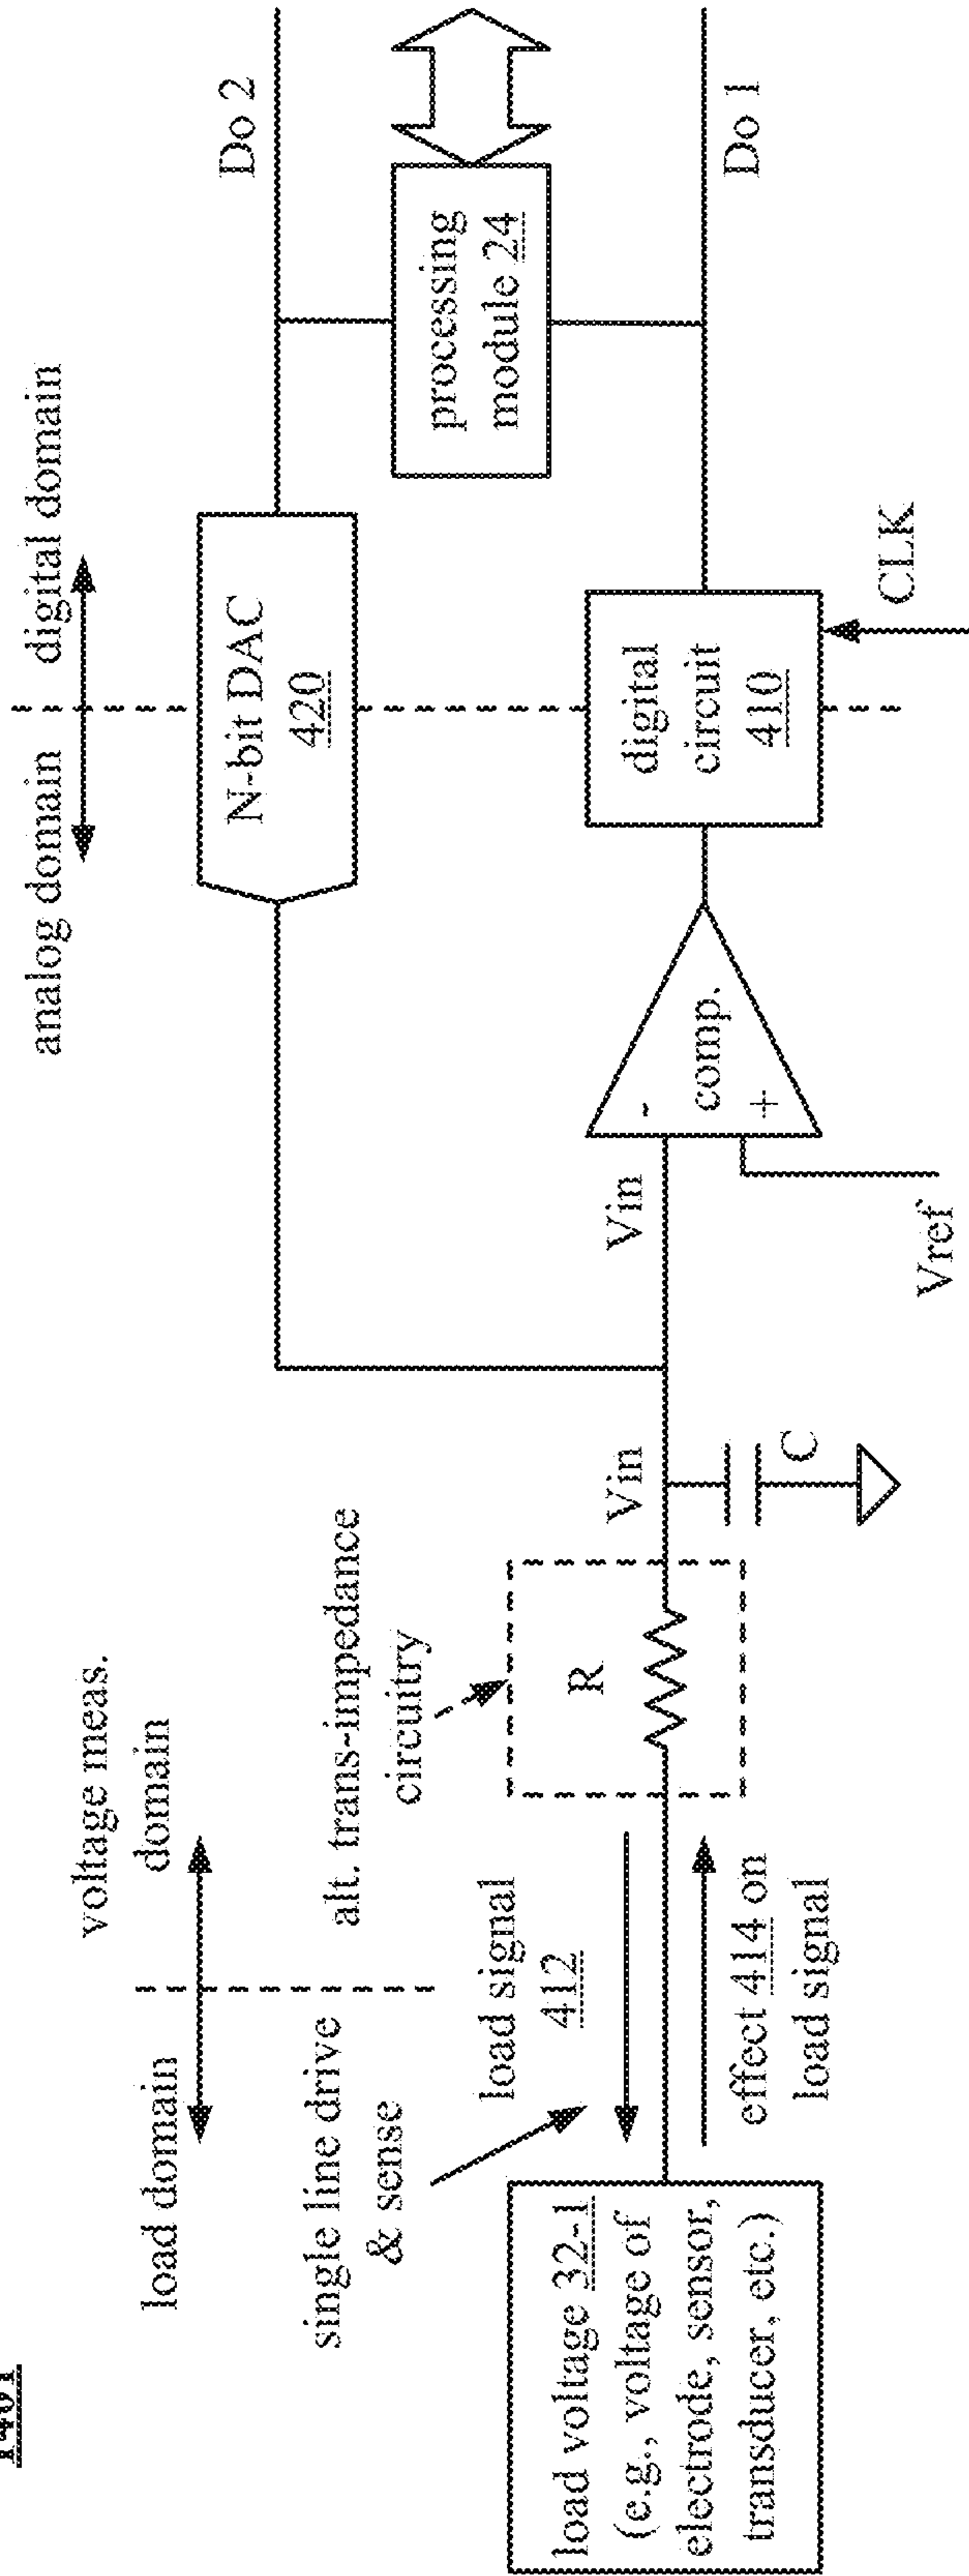 load domain
voltage meas.
domain
analog domain
digital domain
single line drive
& sense
alt. trans-impedance
circuitry
N-bit DAC
420
Do 2
load signal
412
R
Vin
Vin
processing
module 24
load voltage 32-1
(e.g., voltage of
electrode, sensor,
transducer, etc.)
effect 414 on
load signal
C
-
comp.
+
digital
circuit
410
Do 1
Vref
CLK